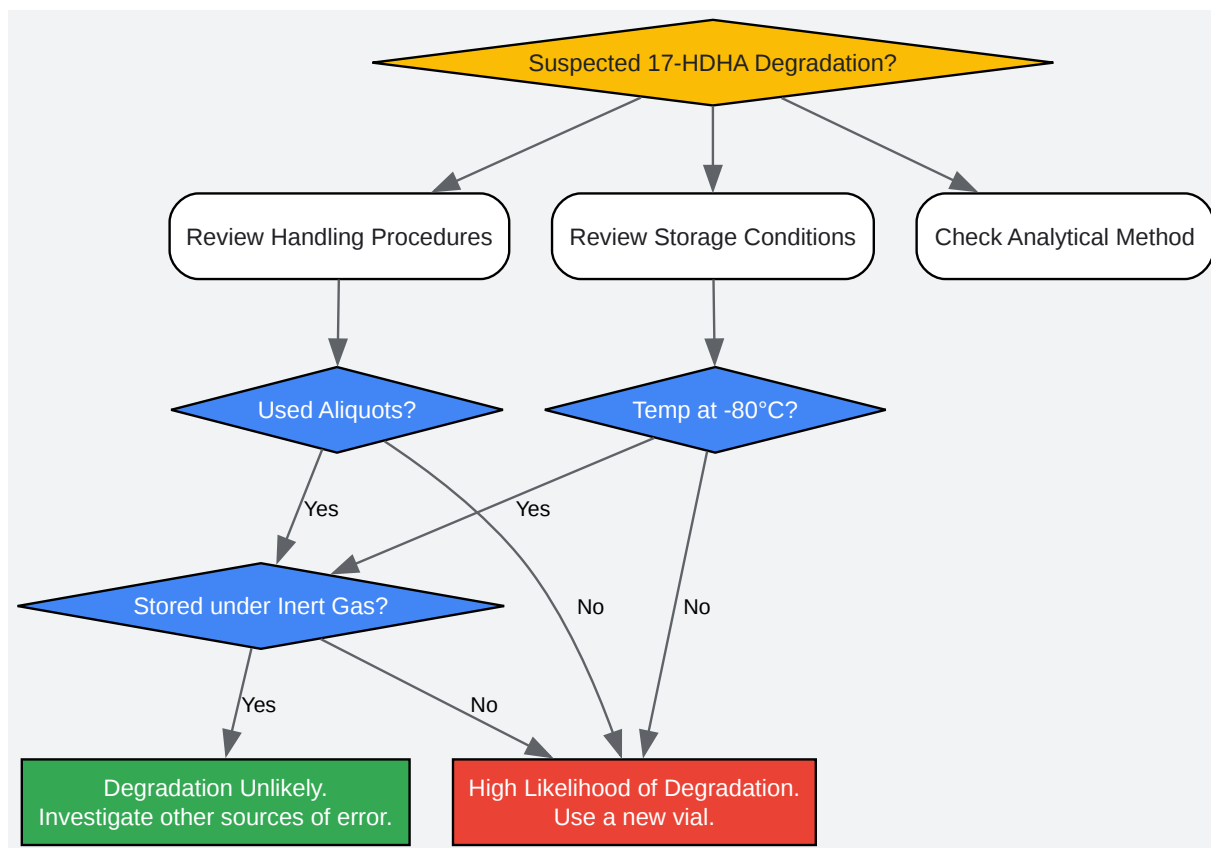 Suspected 17-HDHA Degradation?
Review Handling Procedures
Review Storage Conditions
Check Analytical Method
Used Aliquots?
Temp at -80°C?
Yes
Yes
Stored under Inert Gas?
No
No
Yes
No
Degradation Unlikely.
Investigate other sources of error.
High Likelihood of Degradation.
Use a new vial.